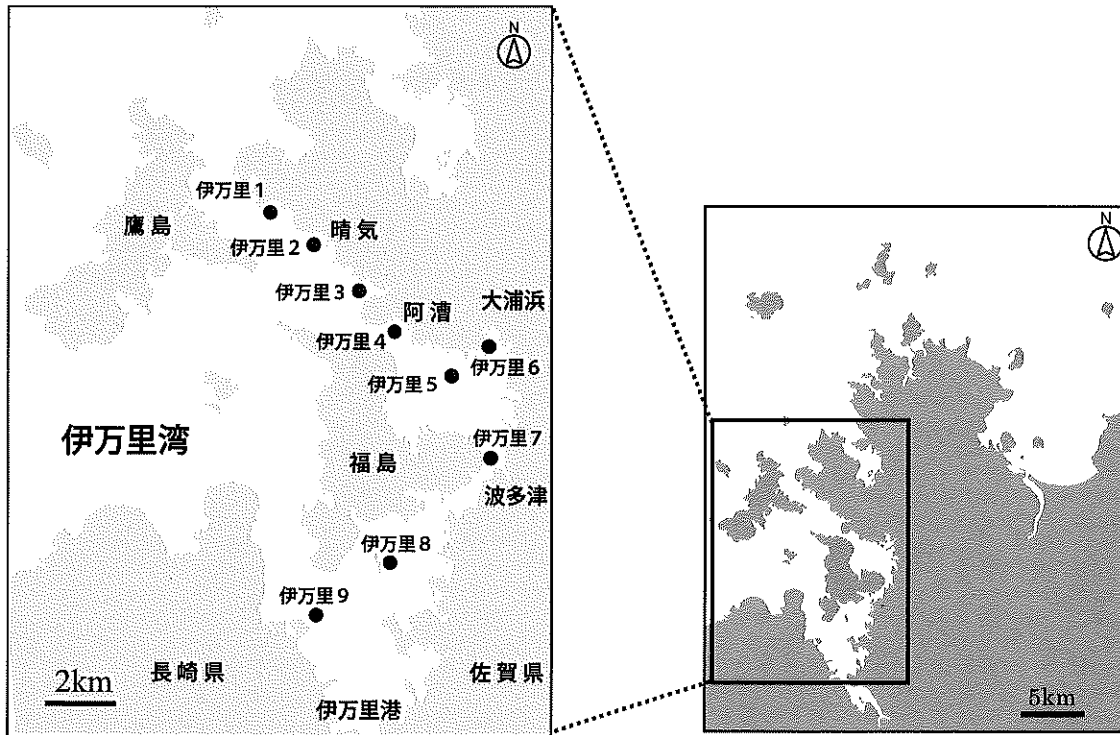 N
伊万里1
鷹島
伊万里2
晴気
伊万里3
大浦浜
阿漕
伊万里4
伊万里6
伊万里5
伊万里湾
伊万里7
福島
波多津
伊万里8
伊万里9
長崎県
佐賀県
2km
伊万里港
N
5km